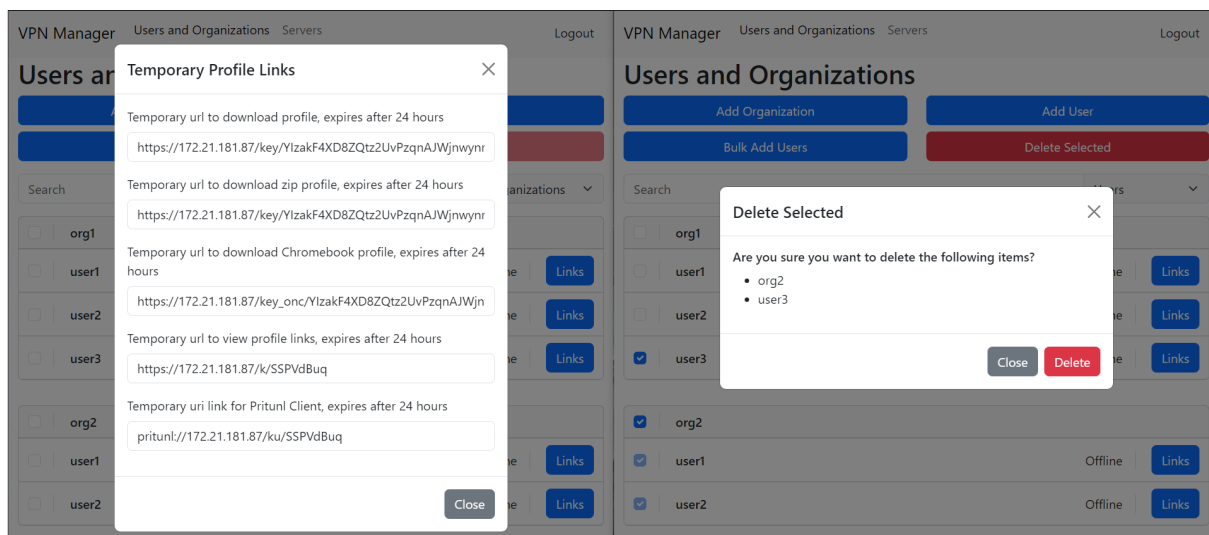 VPN Manager Users and Organizations Servers Logout
Users ar
Temporary Profile Links
Temporary url to download profile, expires after 24 hours
https://172.21.181.87/key/YIzakF4XD8ZQtz2UvPzqnAJWjnwynr
Temporary url to download zip profile, expires after 24 hours
https://172.21.181.87/key/YIzakF4XD8ZQtz2UvPzqnAJWjnwynr
Search
anizations
Temporary url to download Chromebook profile, expires after 24
hours
https://172.21.181.87/key_onc/YIzakF4XD8ZQtz2UvPzqnAJWjn
Temporary url to view profile links, expires after 24 hours
https://172.21.181.87/k/SSPVdBuq
Temporary uri link for Pritunl Client, expires after 24 hours
pritunl://172.21.181.87/ku/SSPVdBuq
Close
org1
user1 ne Links
user2 ne Links
user3 ne Links
org2
user1 ne Links
user2 ne Links
VPN Manager Users and Organizations Servers Logout
Users and Organizations
Add Organization Add User
Bulk Add Users Delete Selected
Search
Delete Selected
Are you sure you want to delete the following items?
org2
user3
Close Delete
org1
user1 ne Links
user2 ne Links
user3 ne Links
org2
user1 Offline Links
user2 Offline Links